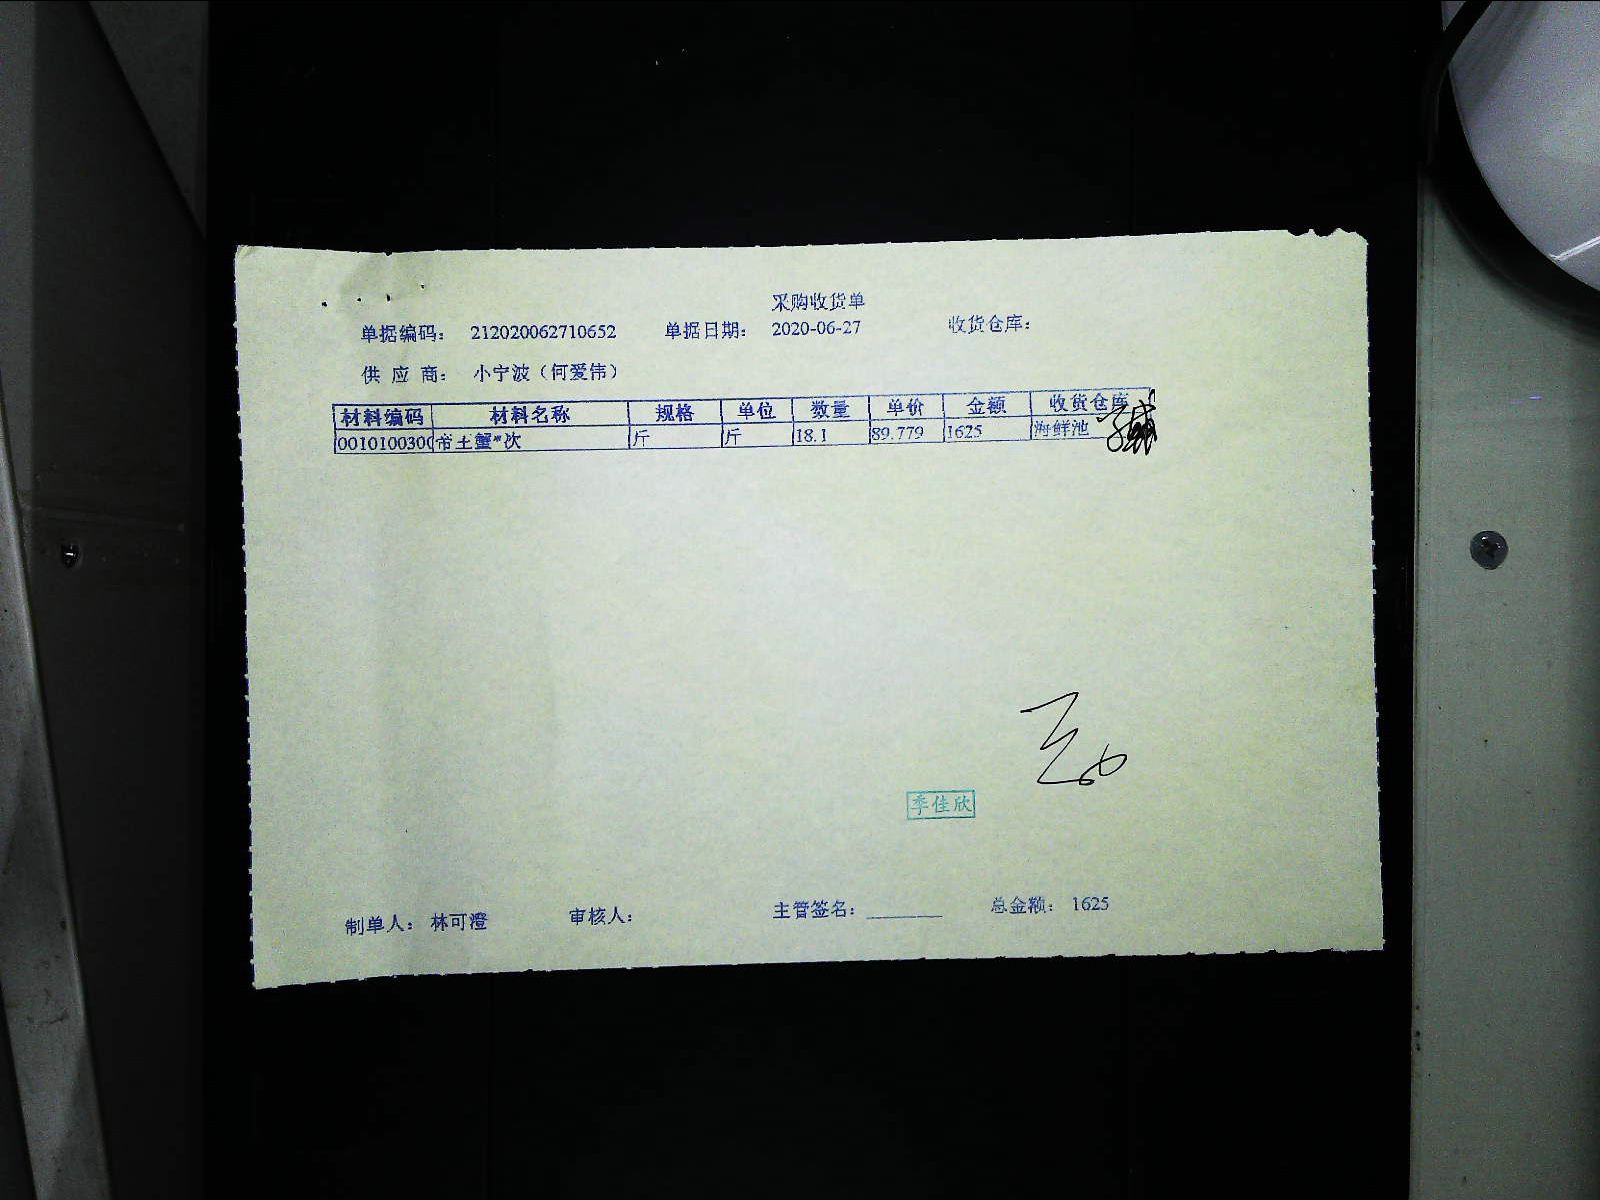 采购收货单
单据编码： 212020062710652 单据日期： 2020-06-27 收货仓库：
供 应 商： 小宁波（何爱伟）
材料编码 材料名称 规格 单位 数量 单价 金额 收货仓库
0010100300 帝王蟹*次 斤 斤 18.1 89.779 1625 海鲜池
季佳欣
制单人： 林可澄 审核人： 主管签名： 总金额： 1625